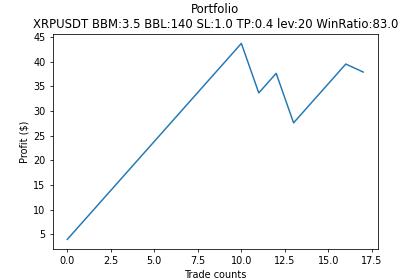 Portfolio
XRPUSDT BBM:3.5 BBL:140 SL:1.0 TP:0.4 lev:20 WinRatio:83.0
45
40
35
30
25
20
15
10
5
Profit ($)
0.0 2.5 5.0 7.5 10.0 12.5 15.0 17.5
Trade counts